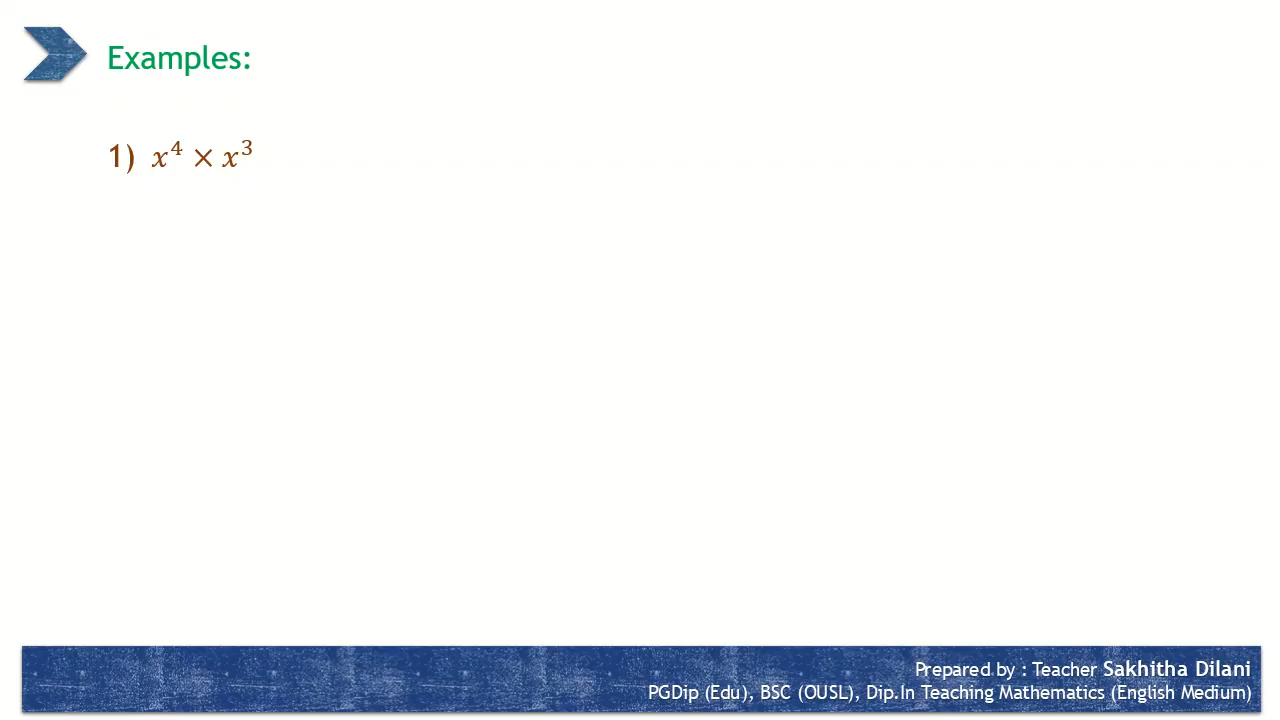 Examples:
1) x⁴ × x³
Prepared by : Teacher Sakhitha Dilani
PGDip (Edu), BSC (OUSL), Dip.In Teaching Mathematics (English Medium)